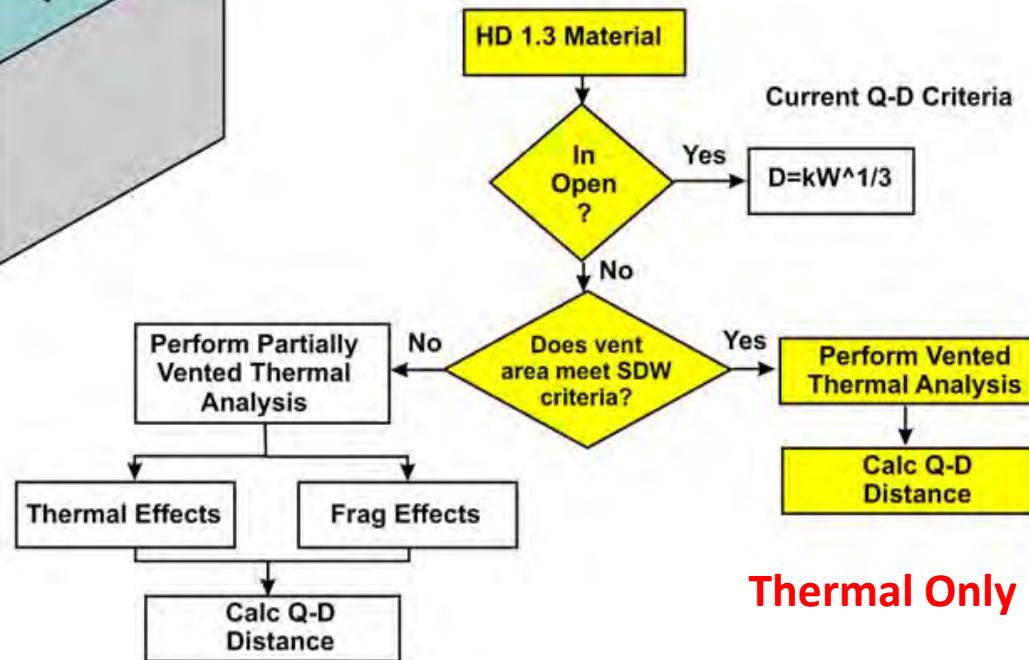 HD 1.3 Material
Current Q-D Criteria
In
Open
?
Yes
D=kW^1/3
No
Does vent
area meet SDW
criteria?
No
Yes
Perform Partially
Vented Thermal
Analysis
Perform Vented
Thermal Analysis
Thermal Effects
Frag Effects
Calc Q-D
Distance
Calc Q-D
Distance
Thermal Only